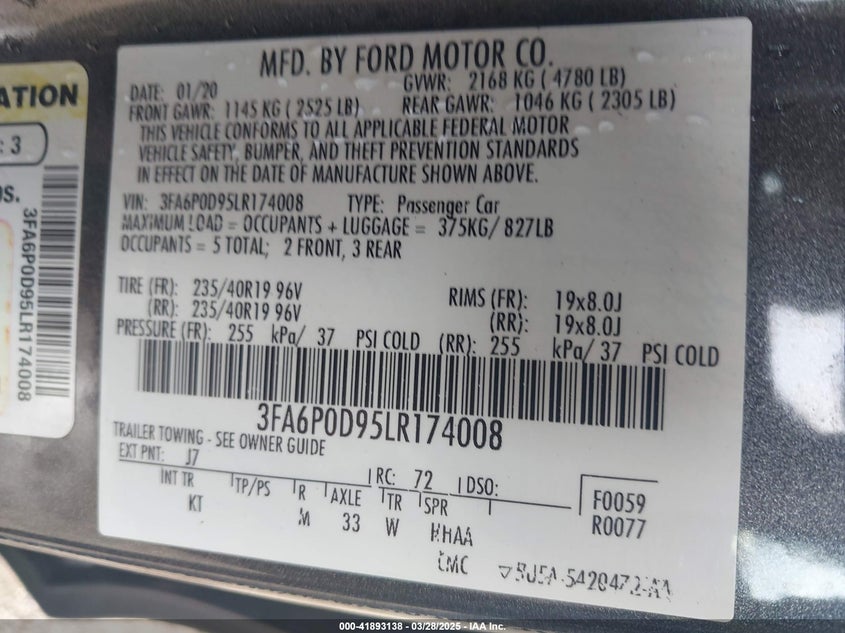 ATION
: 3
OS.
3FA6P0D95LR174008
MFD. BY FORD MOTOR CO.
DATE: 01/20 GVWR: 2168 KG ( 4780 LB)
FRONT GAWR: 1145 KG ( 2525 LB) REAR GAWR: 1046 KG ( 2305 LB)
THIS VEHICLE CONFORMS TO ALL APPLICABLE FEDERAL MOTOR
VEHICLE SAFETY, BUMPER, AND THEFT PREVENTION STANDARDS
IN EFFECT ON THE DATE OF MANUFACTURE SHOWN ABOVE.
VIN: 3FA6P0D95LR174008 TYPE: Passenger Car
MAXIMUM LOAD = OCCUPANTS + LUGGAGE = 375KG/ 827LB
OCCUPANTS = 5 TOTAL; 2 FRONT, 3 REAR
TIRE (FR): 235/40R19 96V RIMS (FR): 19x8.0J
(RR): 235/40R19 96V (RR): 19x8.0J
PRESSURE (FR): 255 kPa/ 37 PSI COLD (RR): 255 kPa/ 37 PSI COLD
3FA6P0D95LR174008
TRAILER TOWING - SEE OWNER GUIDE
EXT PNT: J7 RC: 72 DSO: F0059
INT TR TP/PS R AXLE TR SPR R0077
KT M 33 W HHAA
CMC
000-41893138 - 03/28/2025 - IAA Inc.